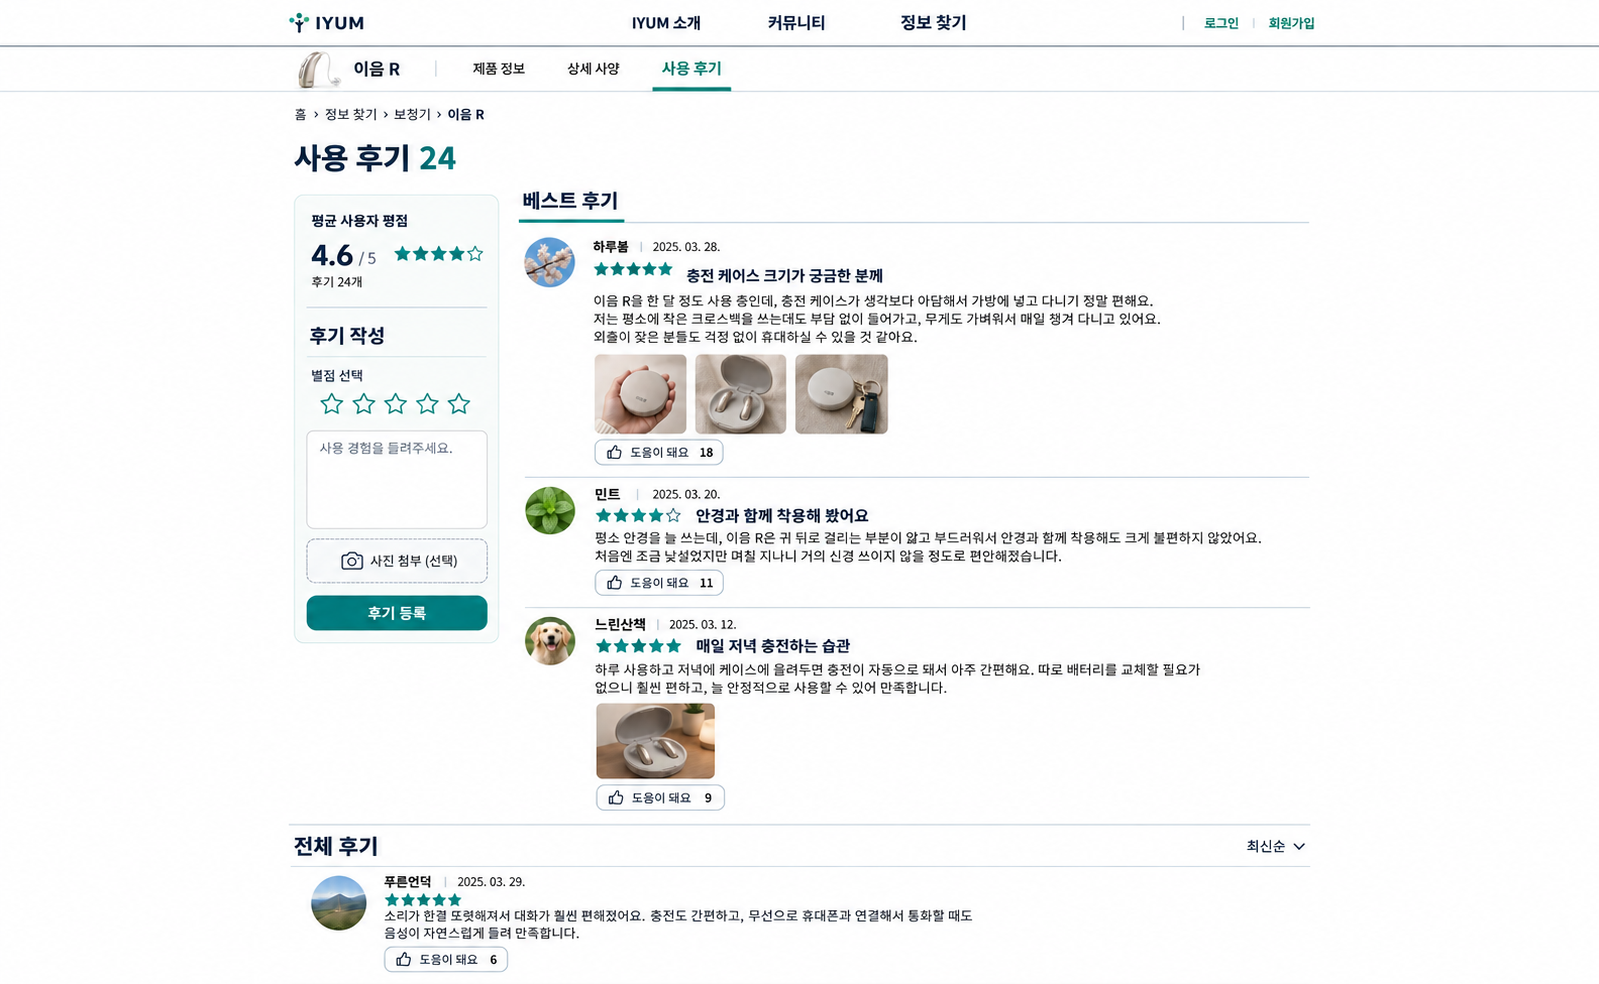 IYUM
IYUM 소개
커뮤니티
정보 찾기
로그인
회원가입
이음 R
제품 정보
상세 사양
사용 후기
홈 › 정보 찾기 › 보청기 › 이음 R
사용 후기 24
평균 사용자 평점
4.6 / 5
후기 24개
후기 작성
별점 선택
사용 경험을 들려주세요.
사진 첨부 (선택)
후기 등록
베스트 후기
하루봄 | 2025. 03. 28.
충전 케이스 크기가 궁금한 분께
이음 R을 한 달 정도 사용 중인데, 충전 케이스가 생각보다 아담해서 가방에 넣고 다니기 정말 편해요.
저는 평소에 작은 크로스백을 쓰는데도 부담 없이 들어가고, 무게도 가벼워서 매일 챙겨 다니고 있어요.
외출이 잦은 분들도 걱정 없이 휴대하실 수 있을 것 같아요.
도움이 돼요 18
민트 | 2025. 03. 20.
안경과 함께 착용해 봤어요
평소 안경을 늘 쓰는데, 이음 R은 귀 뒤로 걸리는 부분이 얇고 부드러워서 안경과 함께 착용해도 크게 불편하지 않았어요.
처음엔 조금 낯설었지만 며칠 지나니 거의 신경 쓰이지 않을 정도로 편안해졌습니다.
도움이 돼요 11
느린산책 | 2025. 03. 12.
매일 저녁 충전하는 습관
하루 사용하고 저녁에 케이스에 올려두면 충전이 자동으로 돼서 아주 간편해요. 따로 배터리를 교체할 필요가
없으니 훨씬 편하고, 늘 안정적으로 사용할 수 있어 만족합니다.
도움이 돼요 9
전체 후기
최신순
푸른언덕 | 2025. 03. 29.
소리가 한결 또렷해져서 대화가 훨씬 편해졌어요. 충전도 간편하고, 무선으로 휴대폰과 연결해서 통화할 때도
음성이 자연스럽게 들려 만족합니다.
도움이 돼요 6